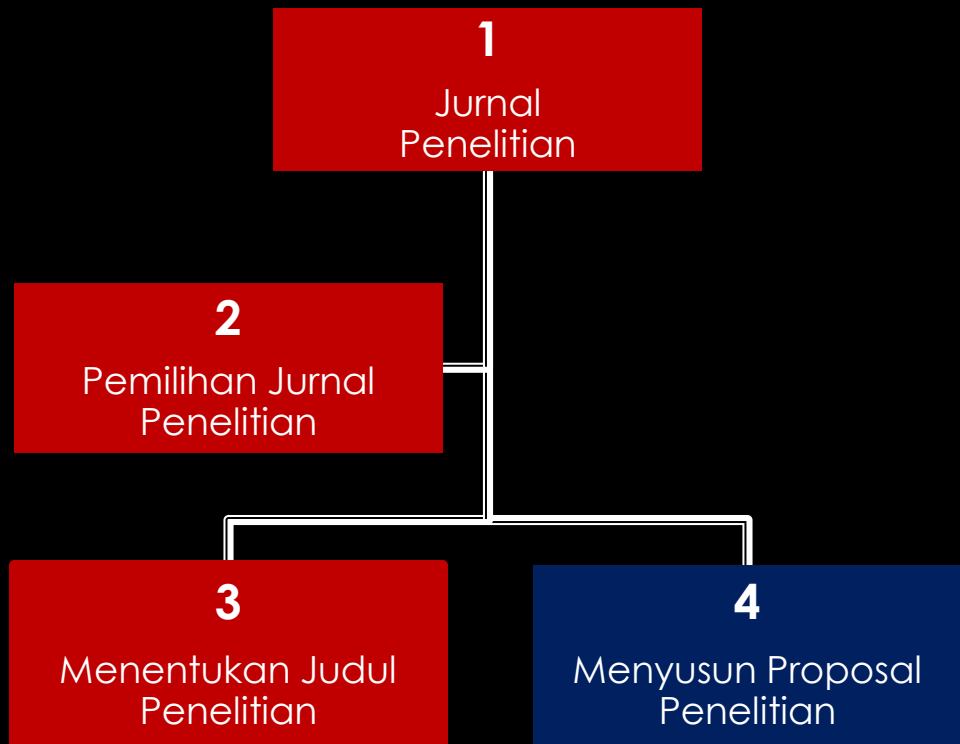 1
Jurnal
Penelitian
2
Pemilihan Jurnal
Penelitian
3
Menentukan Judul
Penelitian
4
Menyusun Proposal
Penelitian